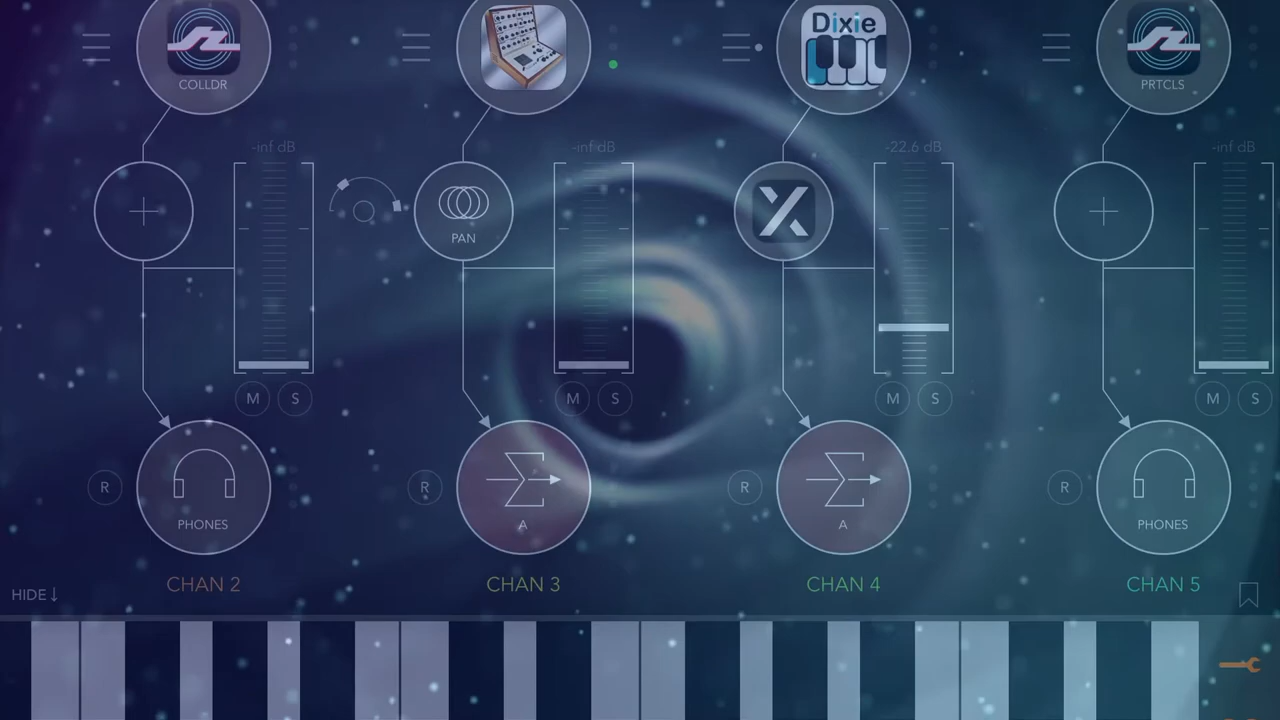 COLLDR
Dixie
PRTCLS
-inf dB
-inf dB
-22.6 dB
-inf dB
PAN
M S
M S
M S
M S
R
R
R
R
PHONES
A
A
PHONES
CHAN 2
CHAN 3
CHAN 4
CHAN 5
HIDE↓